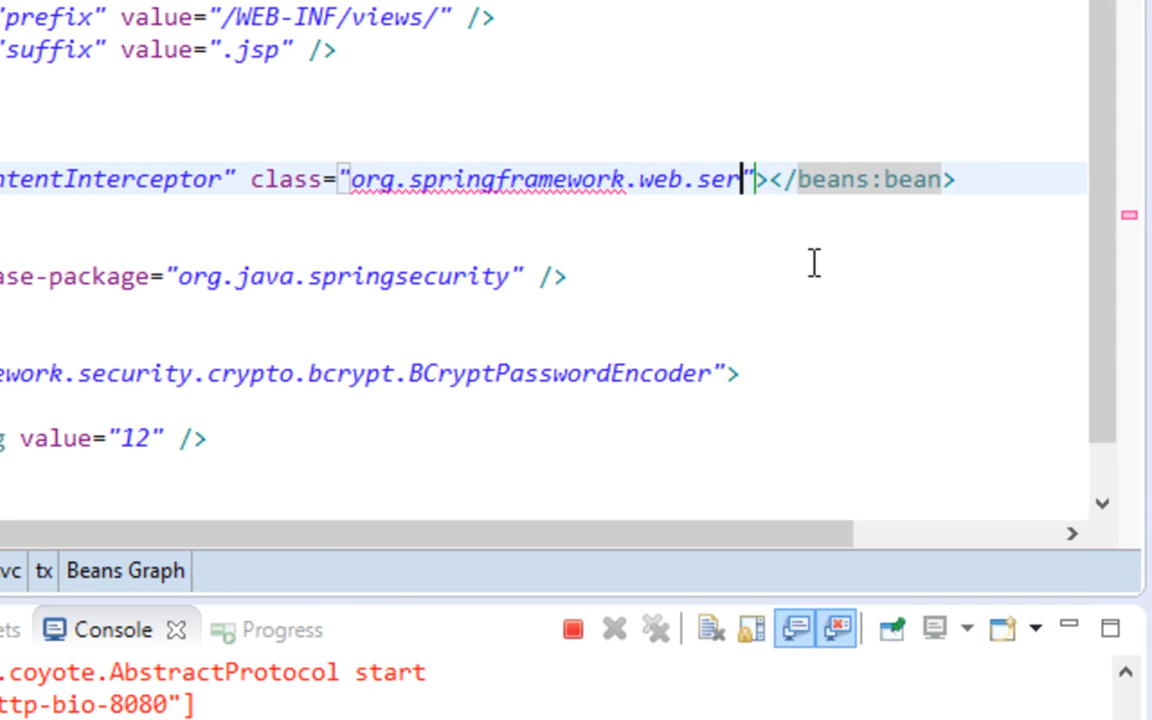 "prefix" value="/WEB-INF/views/" />
"suffix" value=".jsp" />
ntentInterceptor" class="org.springframework.web.ser"></beans:bean>
ase-package="org.java.springsecurity" />
ework.security.crypto.bcrypt.BCryptPasswordEncoder">
g value="12" />
vc tx Beans Graph
ets Console Progress
.coyote.AbstractProtocol start
ttp-bio-8080"]